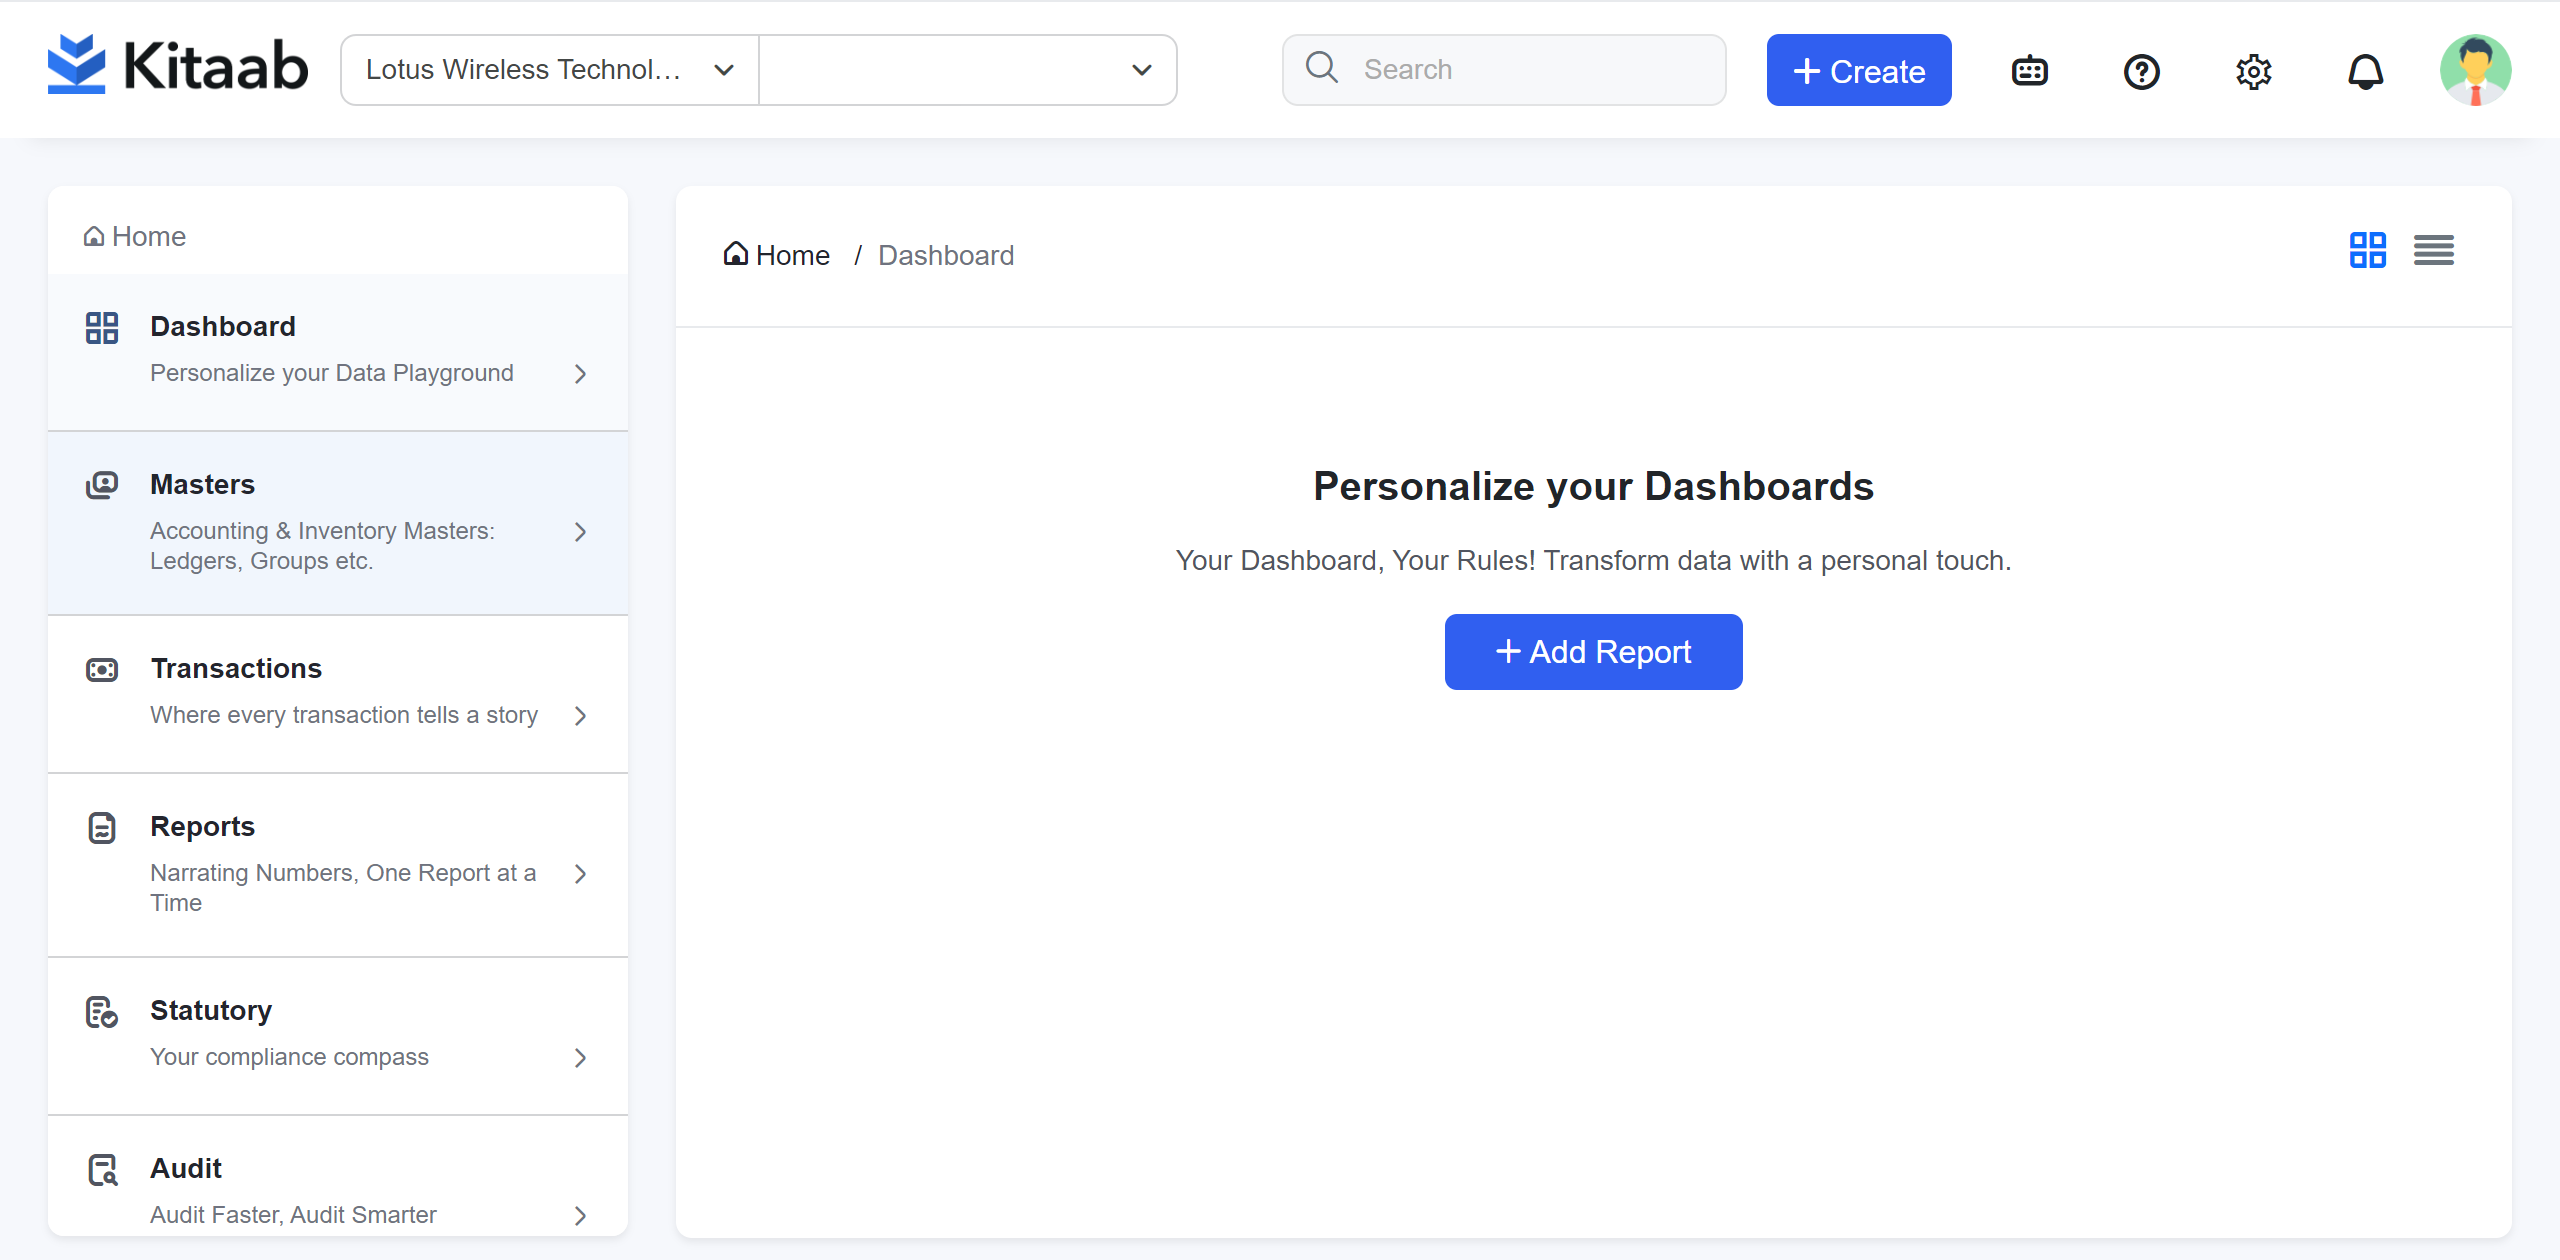 Kitaab
Lotus Wireless Technol...
Search
+ Create
Home
Dashboard
Personalize your Data Playground
Masters
Accounting & Inventory Masters:
Ledgers, Groups etc.
Transactions
Where every transaction tells a story
Reports
Narrating Numbers, One Report at a
Time
Statutory
Your compliance compass
Audit
Audit Faster, Audit Smarter
Home / Dashboard
Personalize your Dashboards
Your Dashboard, Your Rules! Transform data with a personal touch.
+ Add Report